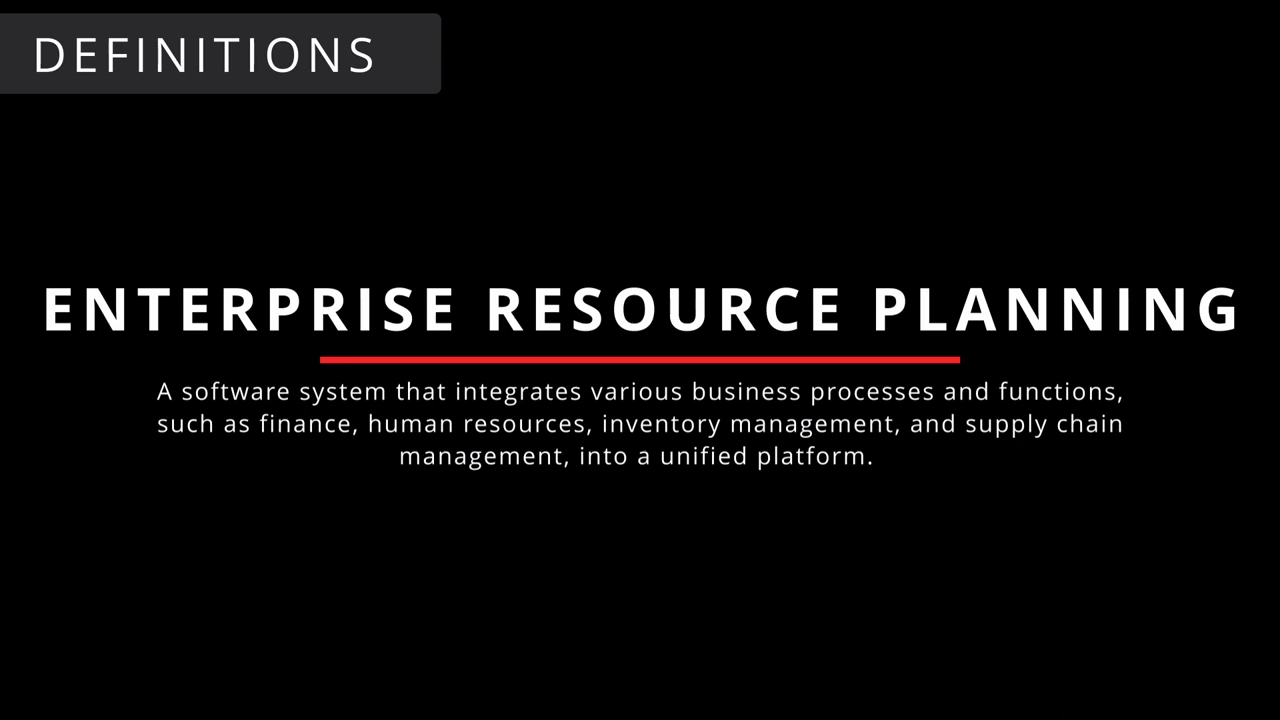 DEFINITIONS
ENTERPRISE RESOURCE PLANNING
A software system that integrates various business processes and functions,
such as finance, human resources, inventory management, and supply chain
management, into a unified platform.